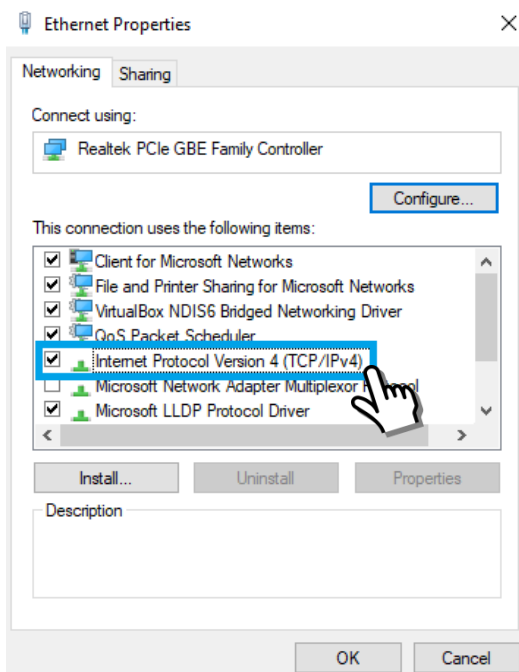 Ethernet Properties
Networking Sharing
Connect using:
Realtek PCIe GBE Family Controller
Configure...
This connection uses the following items:
Client for Microsoft Networks
File and Printer Sharing for Microsoft Networks
VirtualBox NDIS6 Bridged Networking Driver
QoS Packet Scheduler
Internet Protocol Version 4 (TCP/IPv4)
Microsoft Network Adapter Multiplexor
Microsoft LLDP Protocol Driver
Install... Uninstall Properties
Description
OK Cancel